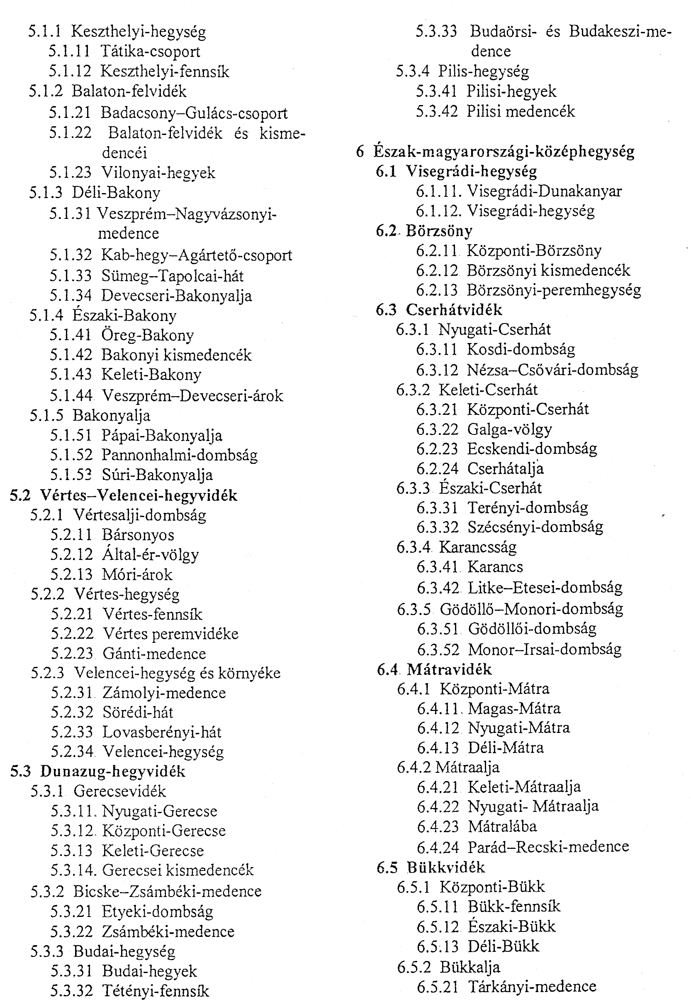 5.1.1 Keszthelyi-hegység
5.1.11 Tátika-csoport
5.1.12 Keszthelyi-fennsík
5.1.2 Balaton-felvidék
5.1.21 Badacsony–Gulács-csoport
5.1.22 Balaton-felvidék és kisme-
dencéi
5.1.23 Vilonyai-hegyek
5.1.3 Déli-Bakony
5.1.31 Veszprém–Nagyvázsonyi-
medence
5.1.32 Kab-hegy–Agártető-csoport
5.1.33 Sümeg–Tapolcai-hát
5.1.34 Devecseri-Bakonyalja
5.1.4 Északi-Bakony
5.1.41 Öreg-Bakony
5.1.42 Bakonyi kismedencék
5.1.43 Keleti-Bakony
5.1.44 Veszprém–Devecseri-árok
5.1.5 Bakonyalja
5.1.51 Pápai-Bakonyalja
5.1.52 Pannonhalmi-dombság
5.1.53 Súri-Bakonyalja
5.2 Vértes–Velencei-hegyvidék
5.2.1 Vértesalji-dombság
5.2.11 Bársonyos
5.2.12 Által-ér-völgy
5.2.13 Móri-árok
5.2.2 Vértes-hegység
5.2.21 Vértes-fennsík
5.2.22 Vértes peremvidéke
5.2.23 Gánti-medence
5.2.3 Velencei-hegység és környéke
5.2.31 Zámolyi-medence
5.2.32 Sörédi-hát
5.2.33 Lovasberényi-hát
5.2.34 Velencei-hegység
5.3 Dunazug-hegyvidék
5.3.1 Gerecsevidék
5.3.11. Nyugati-Gerecse
5.3.12. Központi-Gerecse
5.3.13 Keleti-Gerecse
5.3.14. Gerecsei kismedencék
5.3.2 Bicske–Zsámbéki-medence
5.3.21 Etyeki-dombság
5.3.22 Zsámbéki-medence
5.3.3 Budai-hegység
5.3.31 Budai-hegyek
5.3.32 Tétényi-fennsík
5.3.33 Budaörsi- és Budakeszi-me-
dence
5.3.4 Pilis-hegység
5.3.41 Pilisi-hegyek
5.3.42 Pilisi medencék
6 Észak-magyarországi-középhegység
6.1 Visegrádi-hegység
6.1.11. Visegrádi-Dunakanyar
6.1.12. Visegrádi-hegység
6.2. Börzsöny
6.2.11 Központi-Börzsöny
6.2.12 Börzsönyi kismedencék
6.2.13 Börzsönyi-peremhegység
6.3 Cserhátvidék
6.3.1 Nyugati-Cserhát
6.3.11 Kosdi-dombság
6.3.12 Nézsa–Csővári-dombság
6.3.2 Keleti-Cserhát
6.3.21 Központi-Cserhát
6.3.22 Galga-völgy
6.2.23 Ecskendi-dombság
6.2.24 Cserhátalja
6.3.3 Északi-Cserhát
6.3.31 Terényi-dombság
6.3.32 Szécsényi-dombság
6.3.4 Karancsság
6.3.41. Karancs
6.3.42 Litke–Etesei-dombság
6.3.5 Gödöllő–Monori-dombság
6.3.51 Gödöllői-dombság
6.3.52 Monor–Irsai-dombság
6.4 Mátravidék
6.4.1 Központi-Mátra
6.4.11. Magas-Mátra
6.4.12 Nyugati-Mátra
6.4.13 Déli-Mátra
6.4.2 Mátraalja
6.4.21 Keleti-Mátraalja
6.4.22 Nyugati- Mátraalja
6.4.23 Mátralába
6.4.24 Parád–Recski-medence
6.5 Bükkvidék
6.5.1 Központi-Bükk
6.5.11 Bükk-fennsík
6.5.12 Északi-Bükk
6.5.13 Déli-Bükk
6.5.2 Bükkalja
6.5.21 Tárkányi-medence